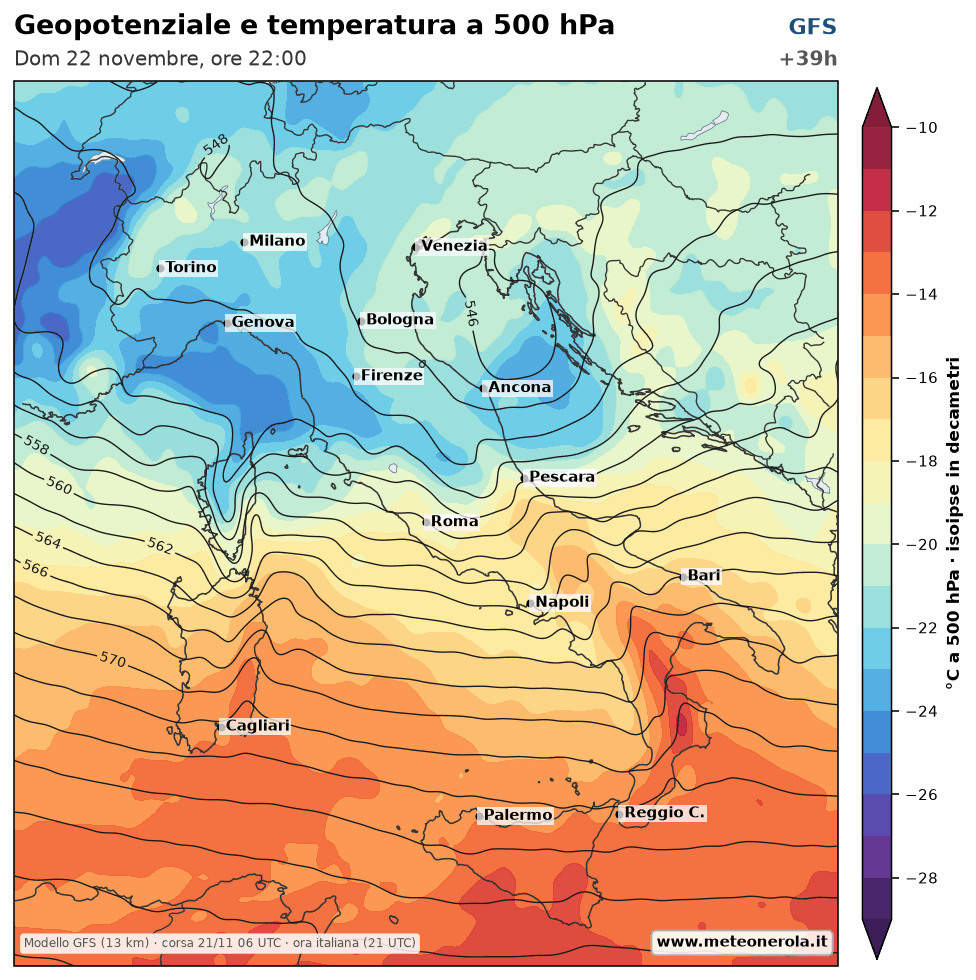 Geopotenziale e temperatura a 500 hPa
GFS
Dom 22 novembre, ore 22:00
+39h
548
Milano
Venezia
Torino
546
Genova
Bologna
Firenze
Ancona
558
560
Pescara
Roma
564
562
566
Bari
Napoli
570
Cagliari
Palermo
Reggio C.
−10
−12
−14
−16
−18
−20
−22
−24
−26
−28
°C a 500 hPa · isoipse in decametri
Modello GFS (13 km) · corsa 21/11 06 UTC · ora italiana (21 UTC)
www.meteonerola.it